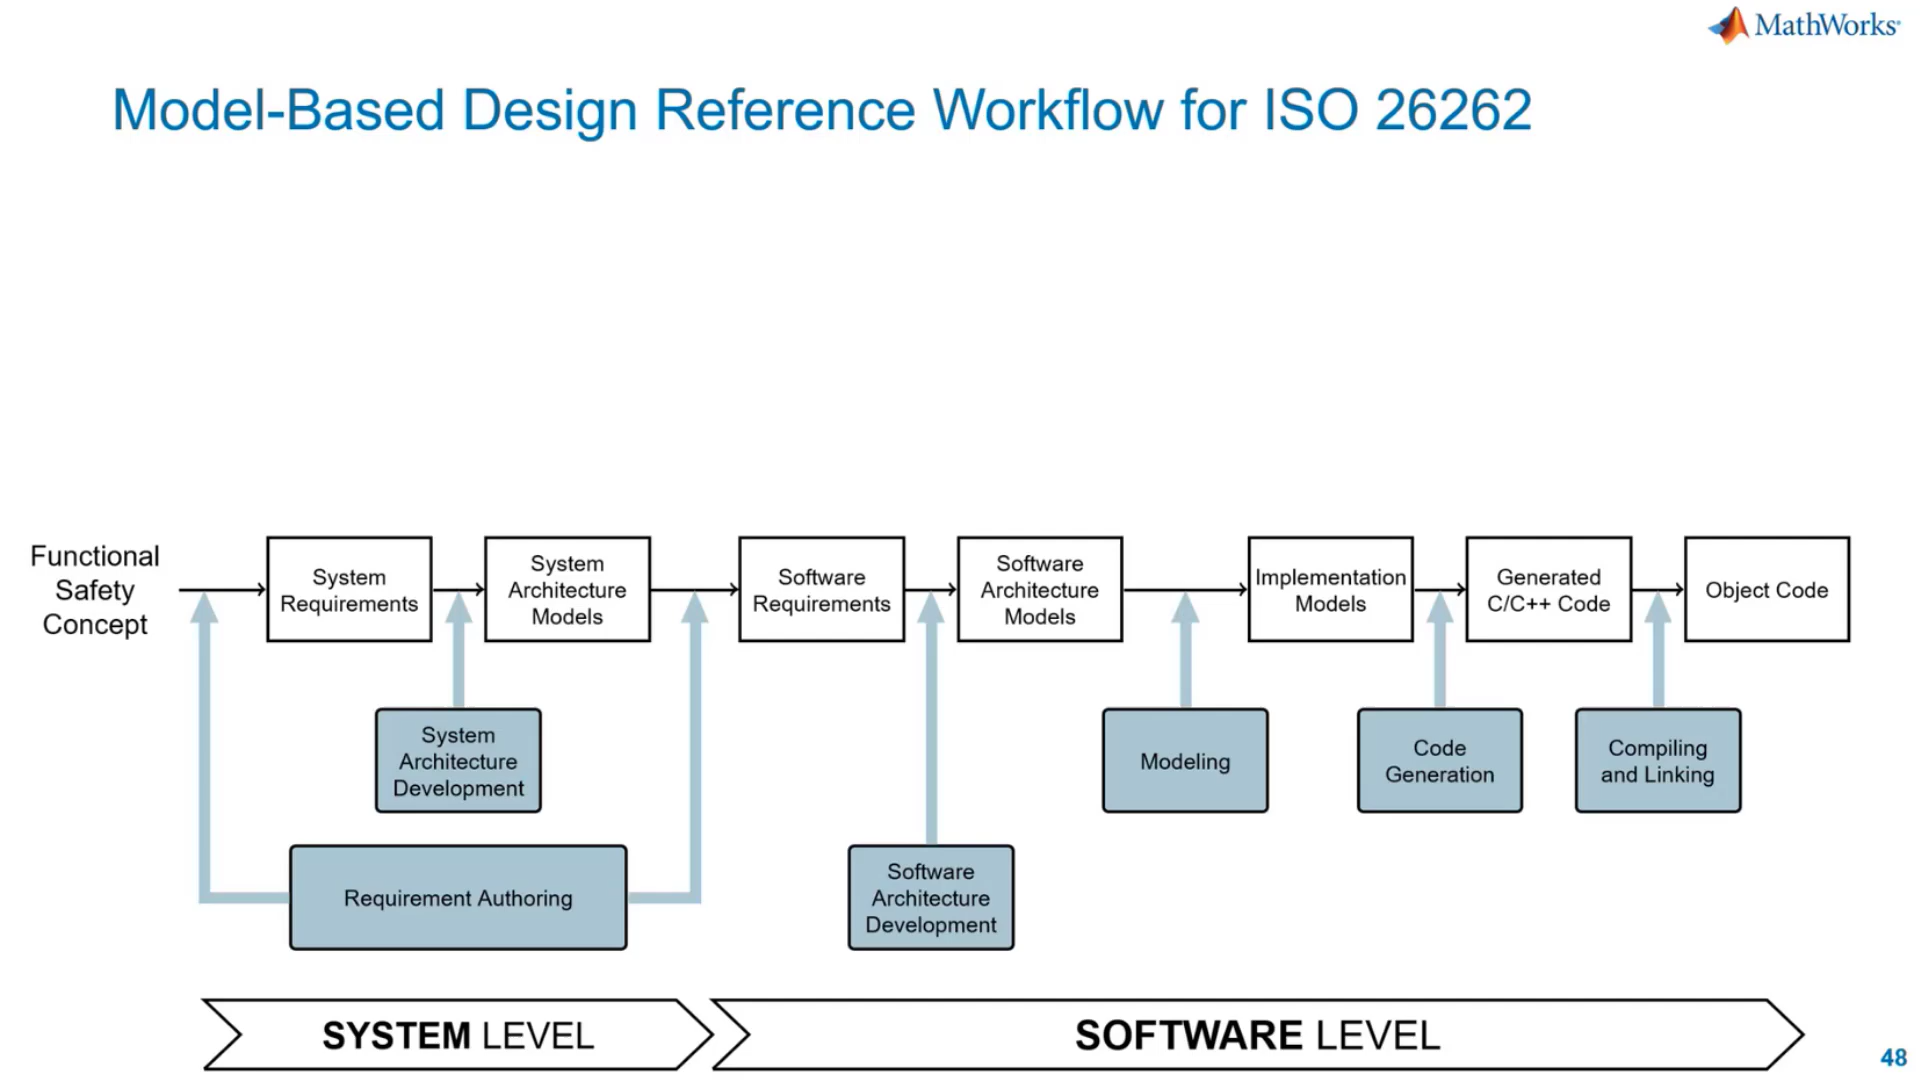 MathWorks®
Model-Based Design Reference Workflow for ISO 26262
Functional
Safety
Concept
System
Requirements
System
Architecture
Models
Software
Requirements
Software
Architecture
Models
Implementation
Models
Generated
C/C++ Code
Object Code
System
Architecture
Development
Modeling
Code
Generation
Compiling
and Linking
Requirement Authoring
Software
Architecture
Development
SYSTEM LEVEL
SOFTWARE LEVEL
48